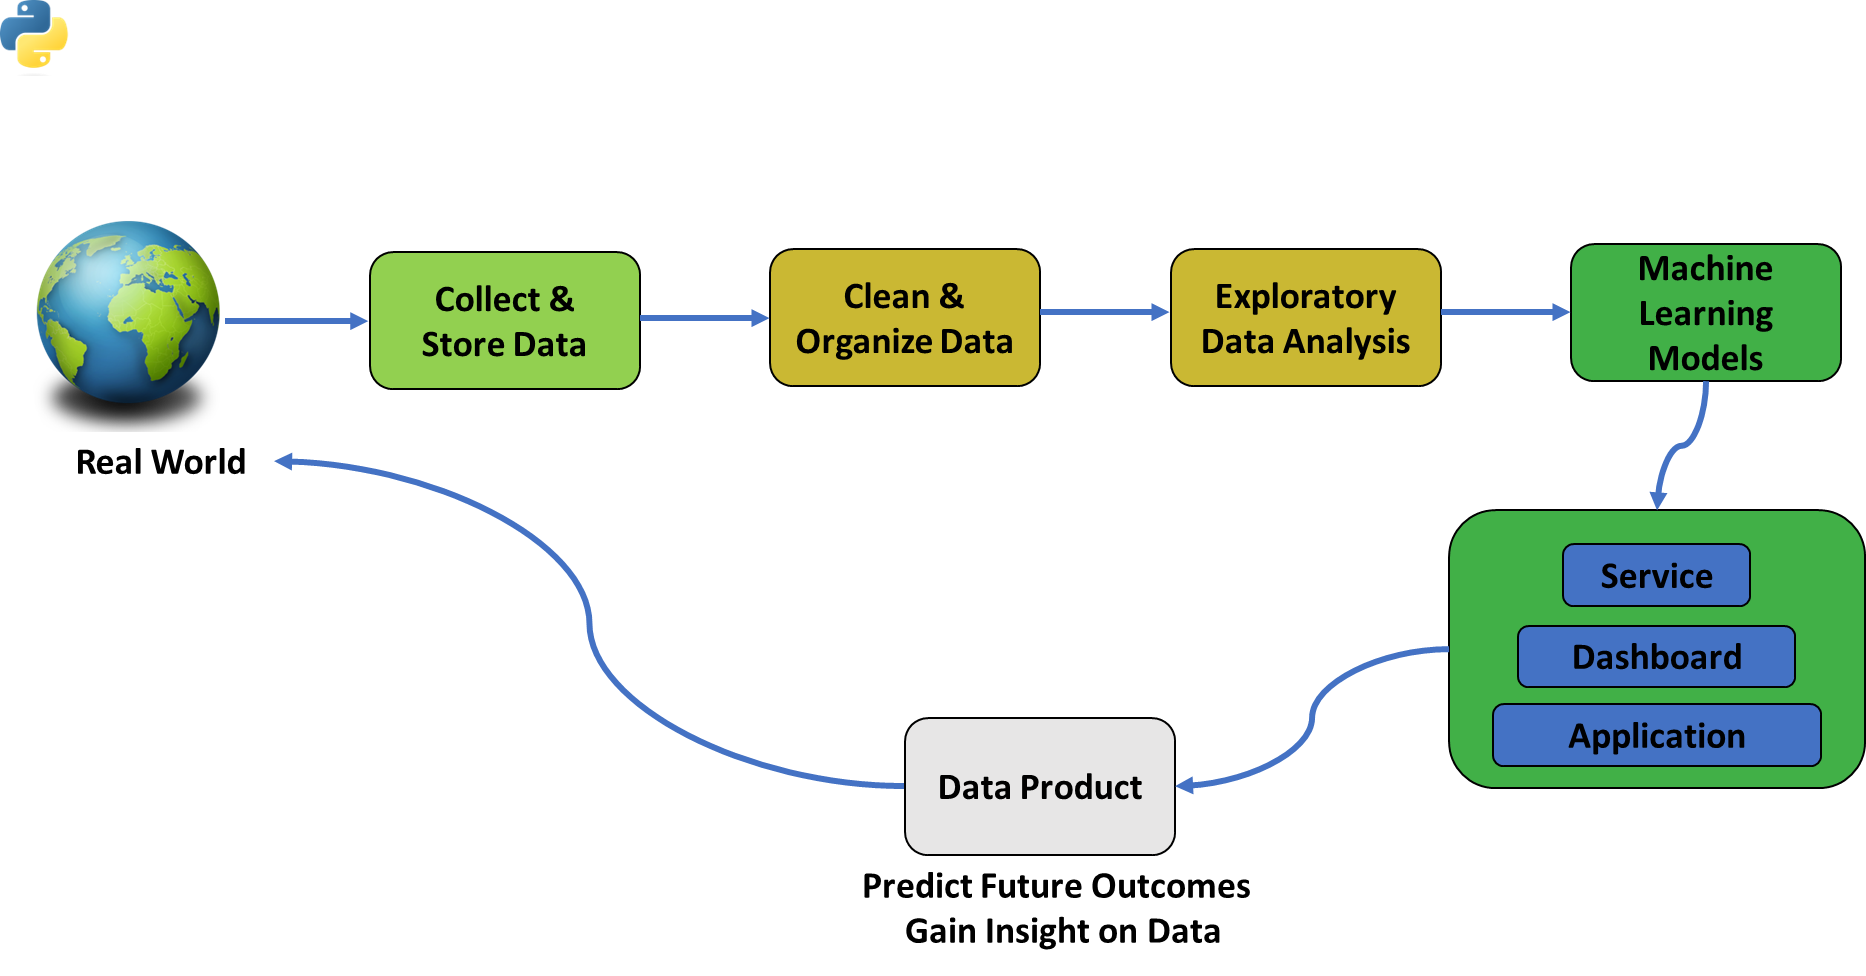 Collect &
Store Data
Clean &
Organize Data
Exploratory
Data Analysis
Machine
Learning
Models
Real World
Service
Dashboard
Application
Data Product
Predict Future Outcomes
Gain Insight on Data